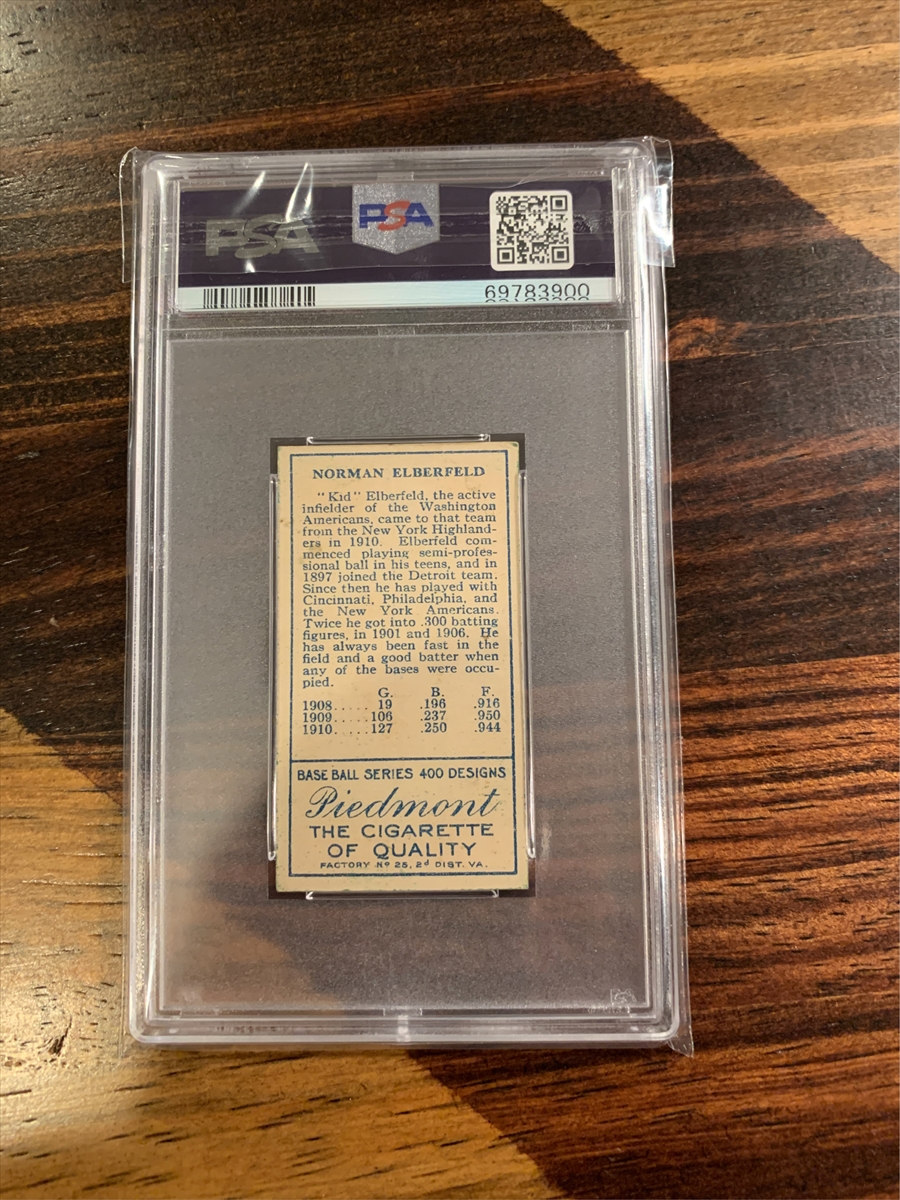 PSA
PSA
69783900
NORMAN ELBERFELD
"Kid" Elberfeld, the active
infielder of the Washington
Americans, came to that team
from the New York Highland-
ers in 1910. Elberfeld com-
menced playing semi-profes-
sional ball in his teens, and in
1897 joined the Detroit team.
Since then he has played with
Cincinnati, Philadelphia, and
the New York Americans.
Twice he got into .300 batting
figures, in 1901 and 1906. He
has always been fast in the
field and a good batter when
any of the bases were occu-
pied.
G. B. F.
1908..... 19 .196 .916
1909..... 106 .237 .950
1910..... 127 .250 .944
BASE BALL SERIES 400 DESIGNS
Piedmont
THE CIGARETTE
OF QUALITY
FACTORY No 25, 2d DIST. VA.